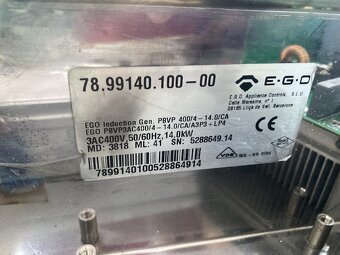 78.99140.100-00
E·G·O
E.G.O. Appliance Controls, S.L.U.
Calle Maresme, nº 1
08185 Lliçà de Vall, Barcelona
EGO Induction Gen. PBVP 400/4 - 14.0/CA
EGO PBVP3AC400/4 - 14.0/CA/A3P3 + LP4
3AC400V,50/60Hz,14.0kW
MD: 3818 ML: 41 SN: 5288649.14
CE
VDE
7899140100528864914